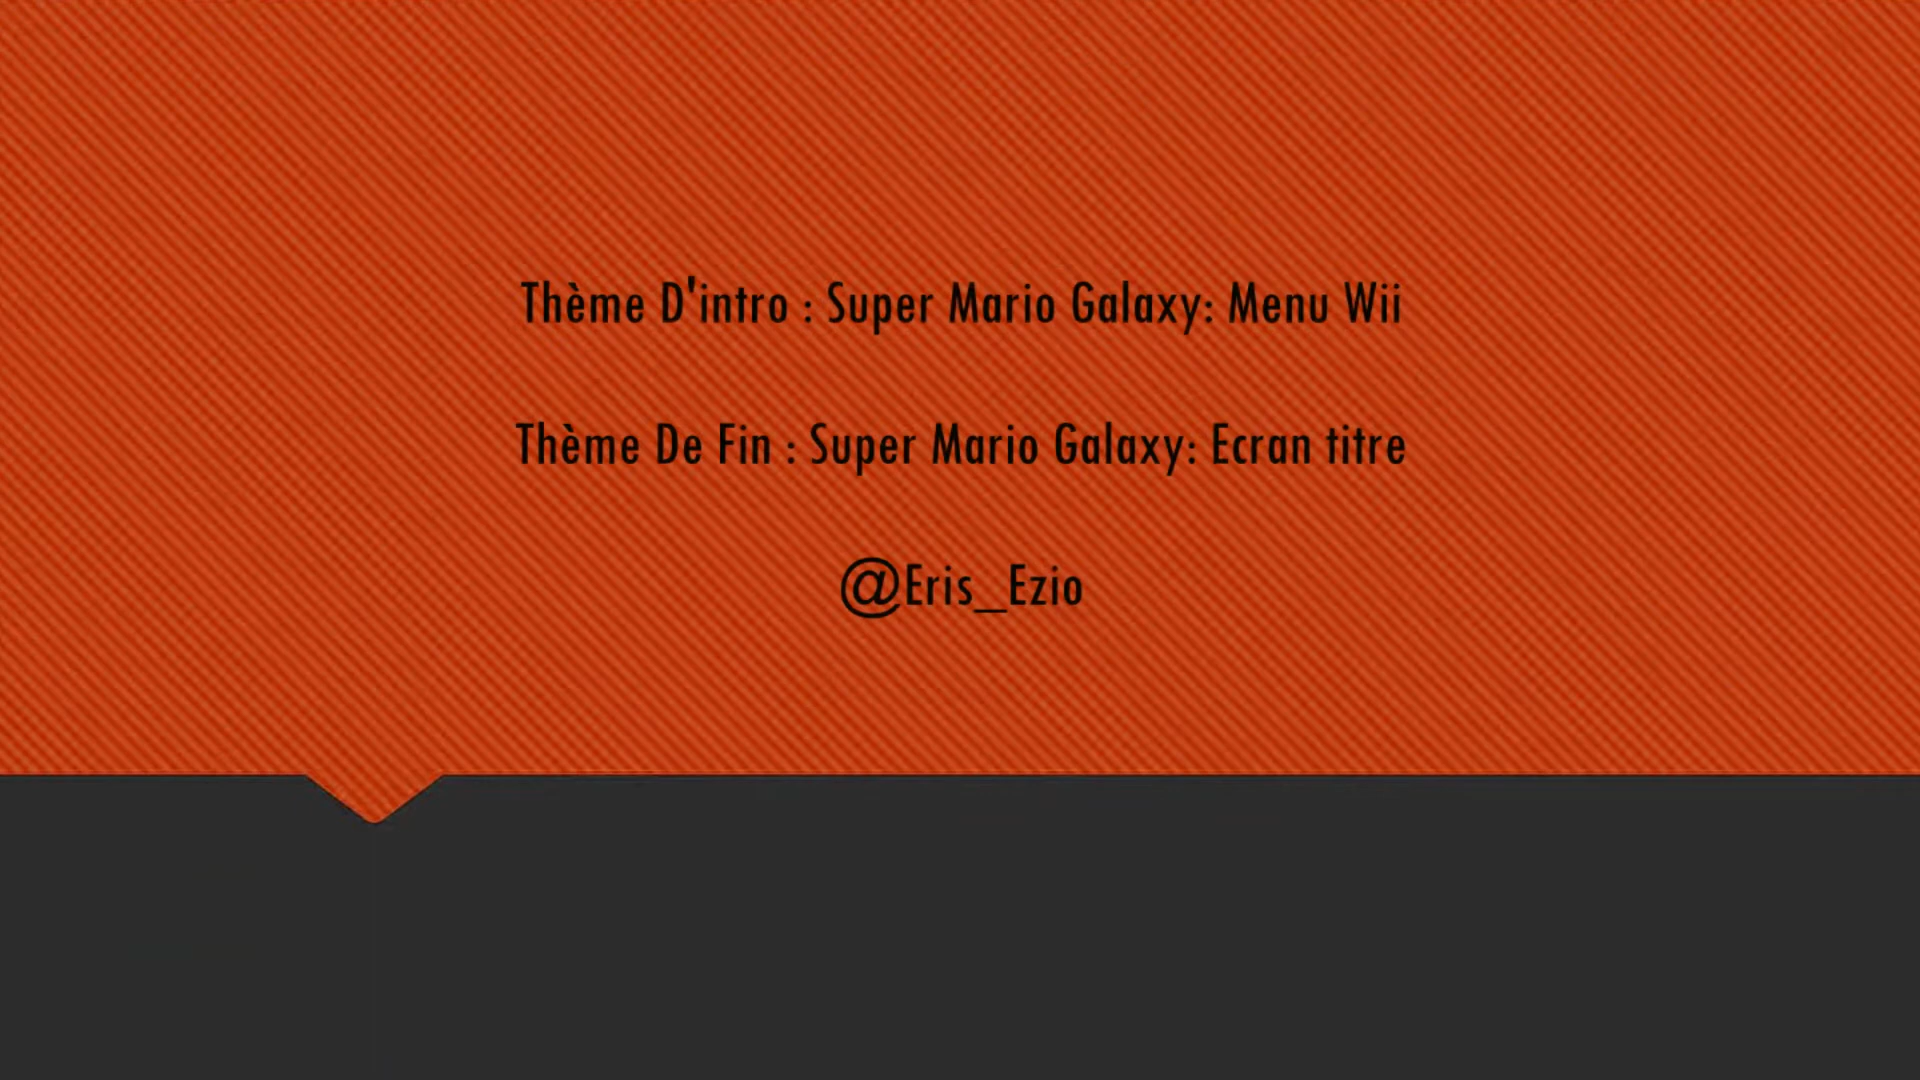 Thème D'intro : Super Mario Galaxy: Menu Wii
Thème De Fin : Super Mario Galaxy: Ecran titre
@Eris_Ezio